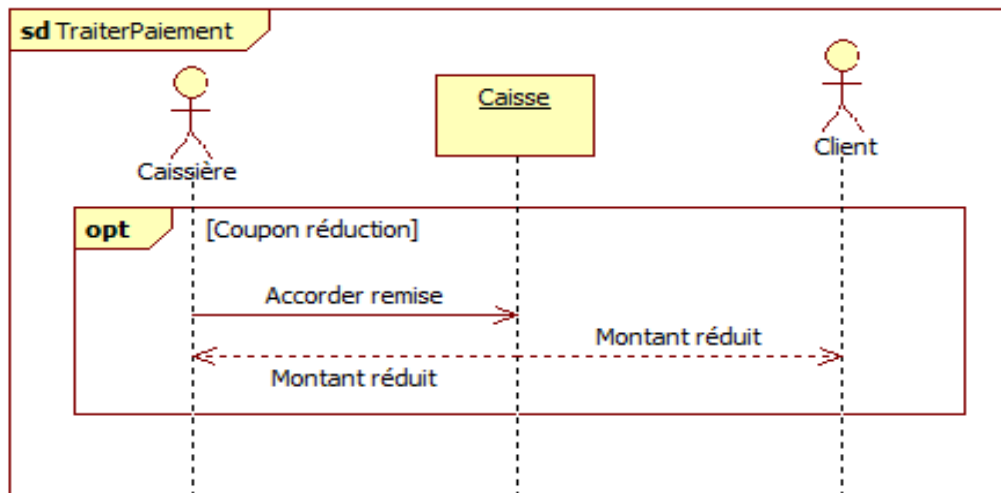 sd TraiterPaiement
Caissière
Caisse
Client
opt
[Coupon réduction]
Accorder remise
Montant réduit
Montant réduit